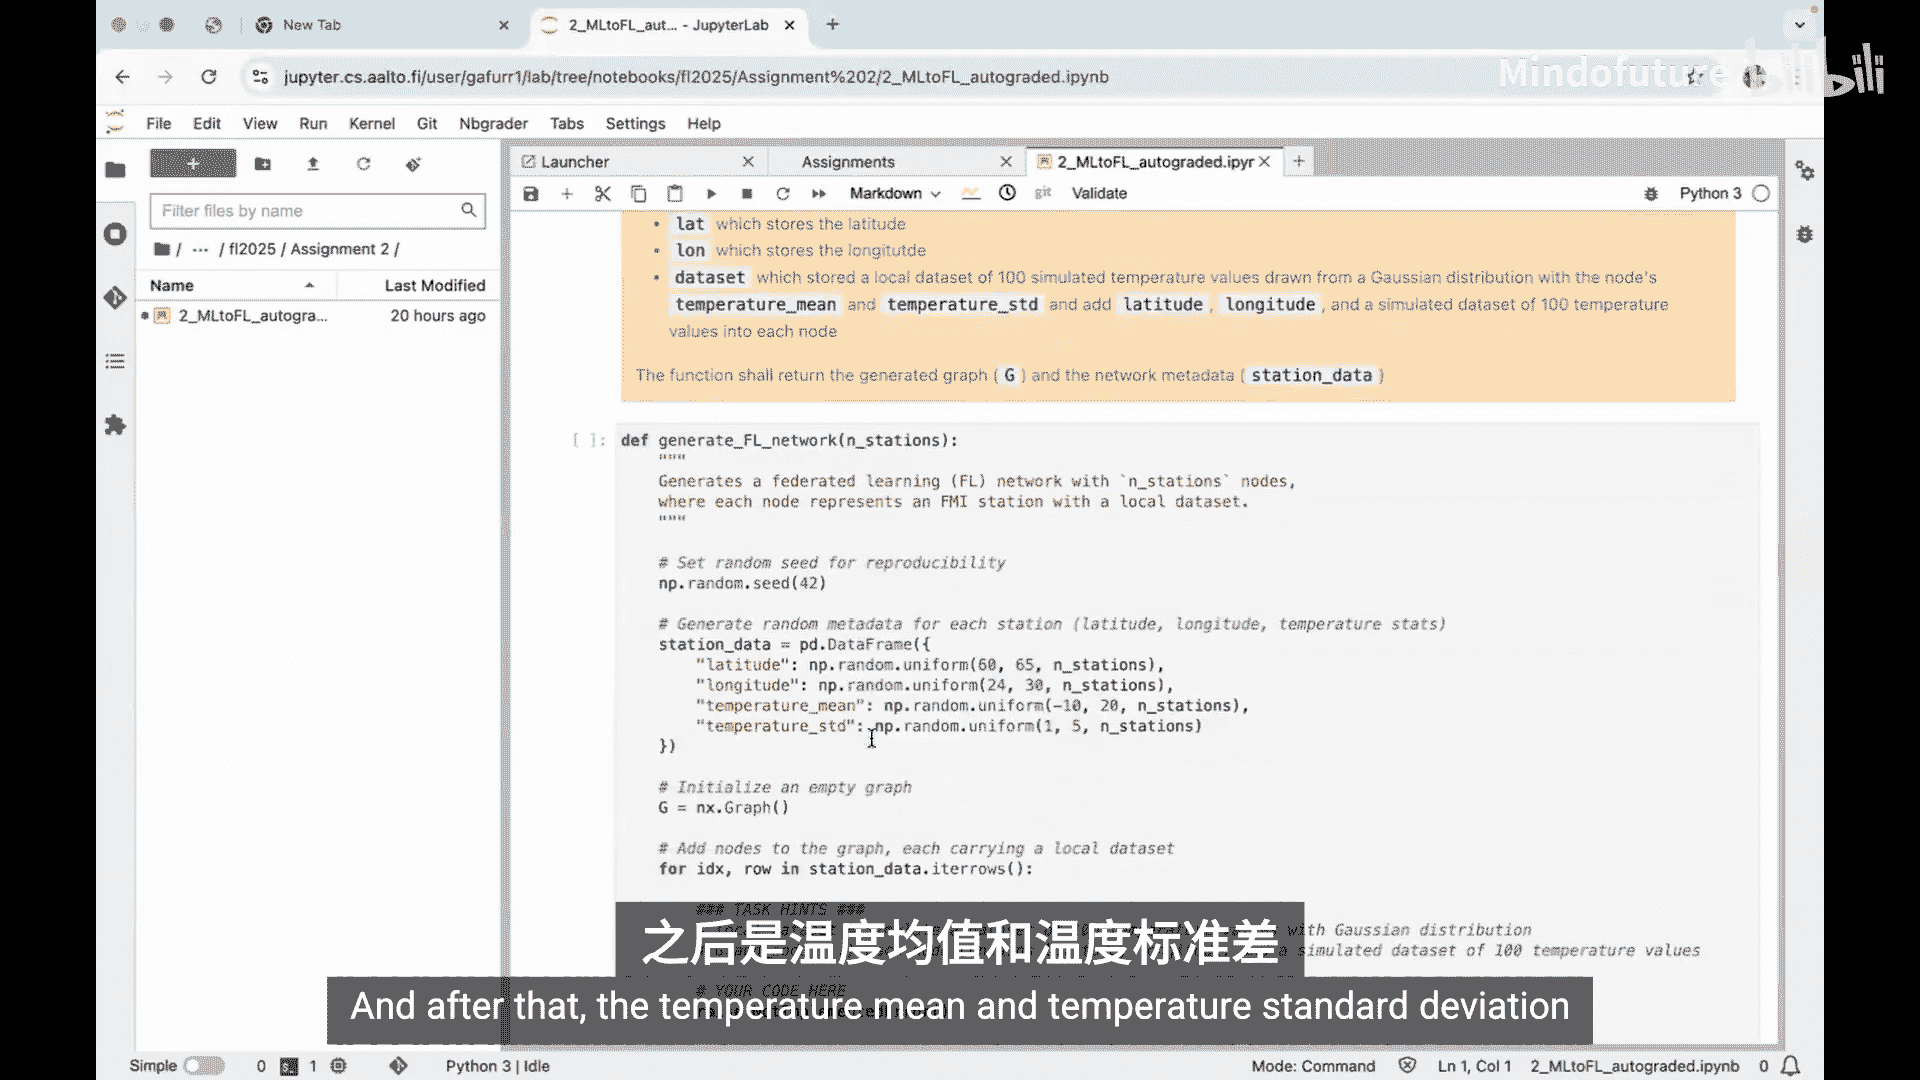 New Tab
2_MLtoFL_aut... - JupyterLab
jupyter.cs.aalto.fi/user/gafurr1/lab/tree/notebooks/fl2025/Assignment%202/2_MLtoFL_autograded.ipynb
Mindofuture bilibili
File Edit View Run Kernel Git Nbgrader Tabs Settings Help
Launcher
Assignments
2_MLtoFL_autograded.ipyr
Markdown
git
Validate
Python 3
Filter files by name
/ ... / fl2025 / Assignment 2 /
Name Last Modified
2_MLtoFL_autogra... 20 hours ago
• lat which stores the latitude
• lon which stores the longitutde
• dataset which stored a local dataset of 100 simulated temperature values drawn from a Gaussian distribution with the node's
temperature_mean and temperature_std and add latitude , longitude , and a simulated dataset of 100 temperature
values into each node
The function shall return the generated graph ( G ) and the network metadata ( station_data )
[ ]: def generate_FL_network(n_stations):
"""
Generates a federated learning (FL) network with `n_stations` nodes,
where each node represents an FMI station with a local dataset.
"""
# Set random seed for reproducibility
np.random.seed(42)
# Generate random metadata for each station (latitude, longitude, temperature stats)
station_data = pd.DataFrame({
"latitude": np.random.uniform(60, 65, n_stations),
"longitude": np.random.uniform(24, 30, n_stations),
"temperature_mean": np.random.uniform(-10, 20, n_stations),
"temperature_std": np.random.uniform(1, 5, n_stations)
})
# Initialize an empty graph
G = nx.Graph()
# Add nodes to the graph, each carrying a local dataset
for idx, row in station_data.iterrows():
### TASK HINTS ###
with Gaussian distribution
simulated dataset of 100 temperature values
# YOUR CODE HERE
之后是温度均值和温度标准差
And after that, the temperature mean and temperature standard deviation
Simple 0 1 Python 3 | Idle Mode: Command Ln 1, Col 1 2_MLtoFL_autograded.ipynb 0